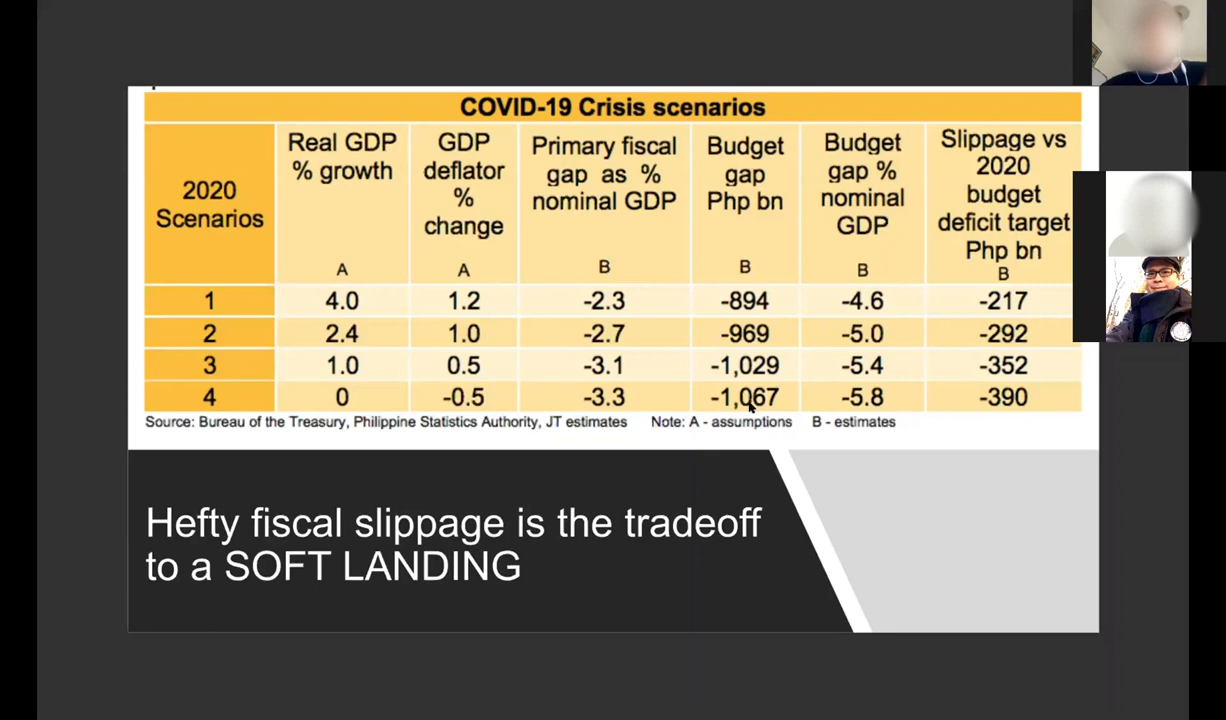 COVID-19 Crisis scenarios
2020 Scenarios
Real GDP % growth A
GDP deflator % change A
Primary fiscal gap as % nominal GDP B
Budget gap Php bn B
Budget gap % nominal GDP B
Slippage vs 2020 budget deficit target Php bn B
1 4.0 1.2 -2.3 -894 -4.6 -217
2 2.4 1.0 -2.7 -969 -5.0 -292
3 1.0 0.5 -3.1 -1,029 -5.4 -352
4 0 -0.5 -3.3 -1,067 -5.8 -390
Source: Bureau of the Treasury, Philippine Statistics Authority, JT estimates Note: A - assumptions B - estimates
Hefty fiscal slippage is the tradeoff
to a SOFT LANDING